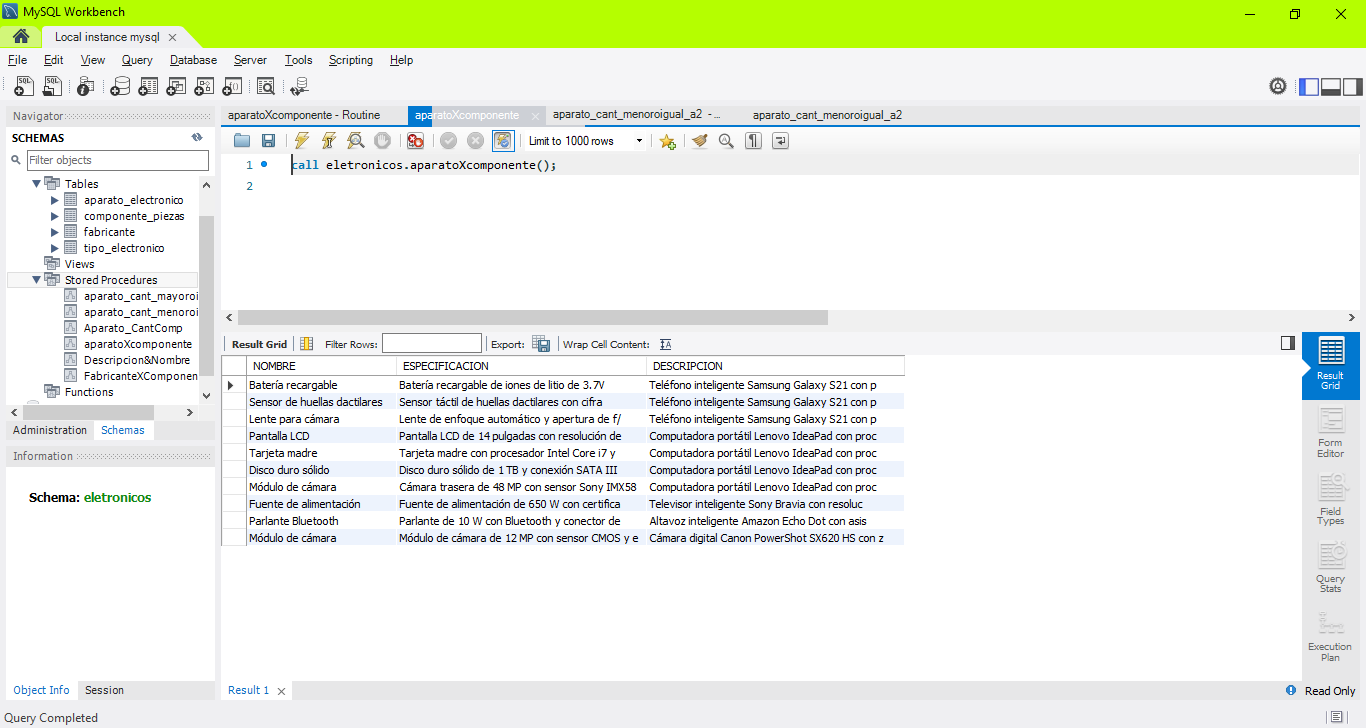 MySQL Workbench
Local instance mysql
File Edit View Query Database Server Tools Scripting Help
Navigator
SCHEMAS
Filter objects
Tables
aparato_electronico
componente_piezas
fabricante
tipo_electronico
Views
Stored Procedures
aparato_cant_mayoroi
aparato_cant_menoroi
Aparato_CantComp
aparatoXcomponente
Descripcion&Nombre
FabricanteXComponen
Functions
Administration Schemas
Information
Schema: eletronicos
Object Info Session
aparatoXcomponente - Routine aparatoXcomponente aparato_cant_menoroigual_a2 -... aparato_cant_menoroigual_a2
Limit to 1000 rows
1 call eletronicos.aparatoXcomponente();
2
Result Grid Filter Rows: Export: Wrap Cell Content:
NOMBRE ESPECIFICACION DESCRIPCION
Batería recargable Batería recargable de iones de litio de 3.7V Teléfono inteligente Samsung Galaxy S21 con p
Sensor de huellas dactilares Sensor táctil de huellas dactilares con cifra Teléfono inteligente Samsung Galaxy S21 con p
Lente para cámara Lente de enfoque automático y apertura de f/ Teléfono inteligente Samsung Galaxy S21 con p
Pantalla LCD Pantalla LCD de 14 pulgadas con resolución de Computadora portátil Lenovo IdeaPad con proc
Tarjeta madre Tarjeta madre con procesador Intel Core i7 y Computadora portátil Lenovo IdeaPad con proc
Disco duro sólido Disco duro sólido de 1 TB y conexión SATA III Computadora portátil Lenovo IdeaPad con proc
Módulo de cámara Cámara trasera de 48 MP con sensor Sony IMX58 Computadora portátil Lenovo IdeaPad con proc
Fuente de alimentación Fuente de alimentación de 650 W con certifica Televisor inteligente Sony Bravia con resoluc
Parlante Bluetooth Parlante de 10 W con Bluetooth y conector de Altavoz inteligente Amazon Echo Dot con asis
Módulo de cámara Módulo de cámara de 12 MP con sensor CMOS y e Cámara digital Canon PowerShot SX620 HS con z
Result
Grid
Form
Editor
Field
Types
Query
Stats
Execution
Plan
Result 1
Read Only
Query Completed